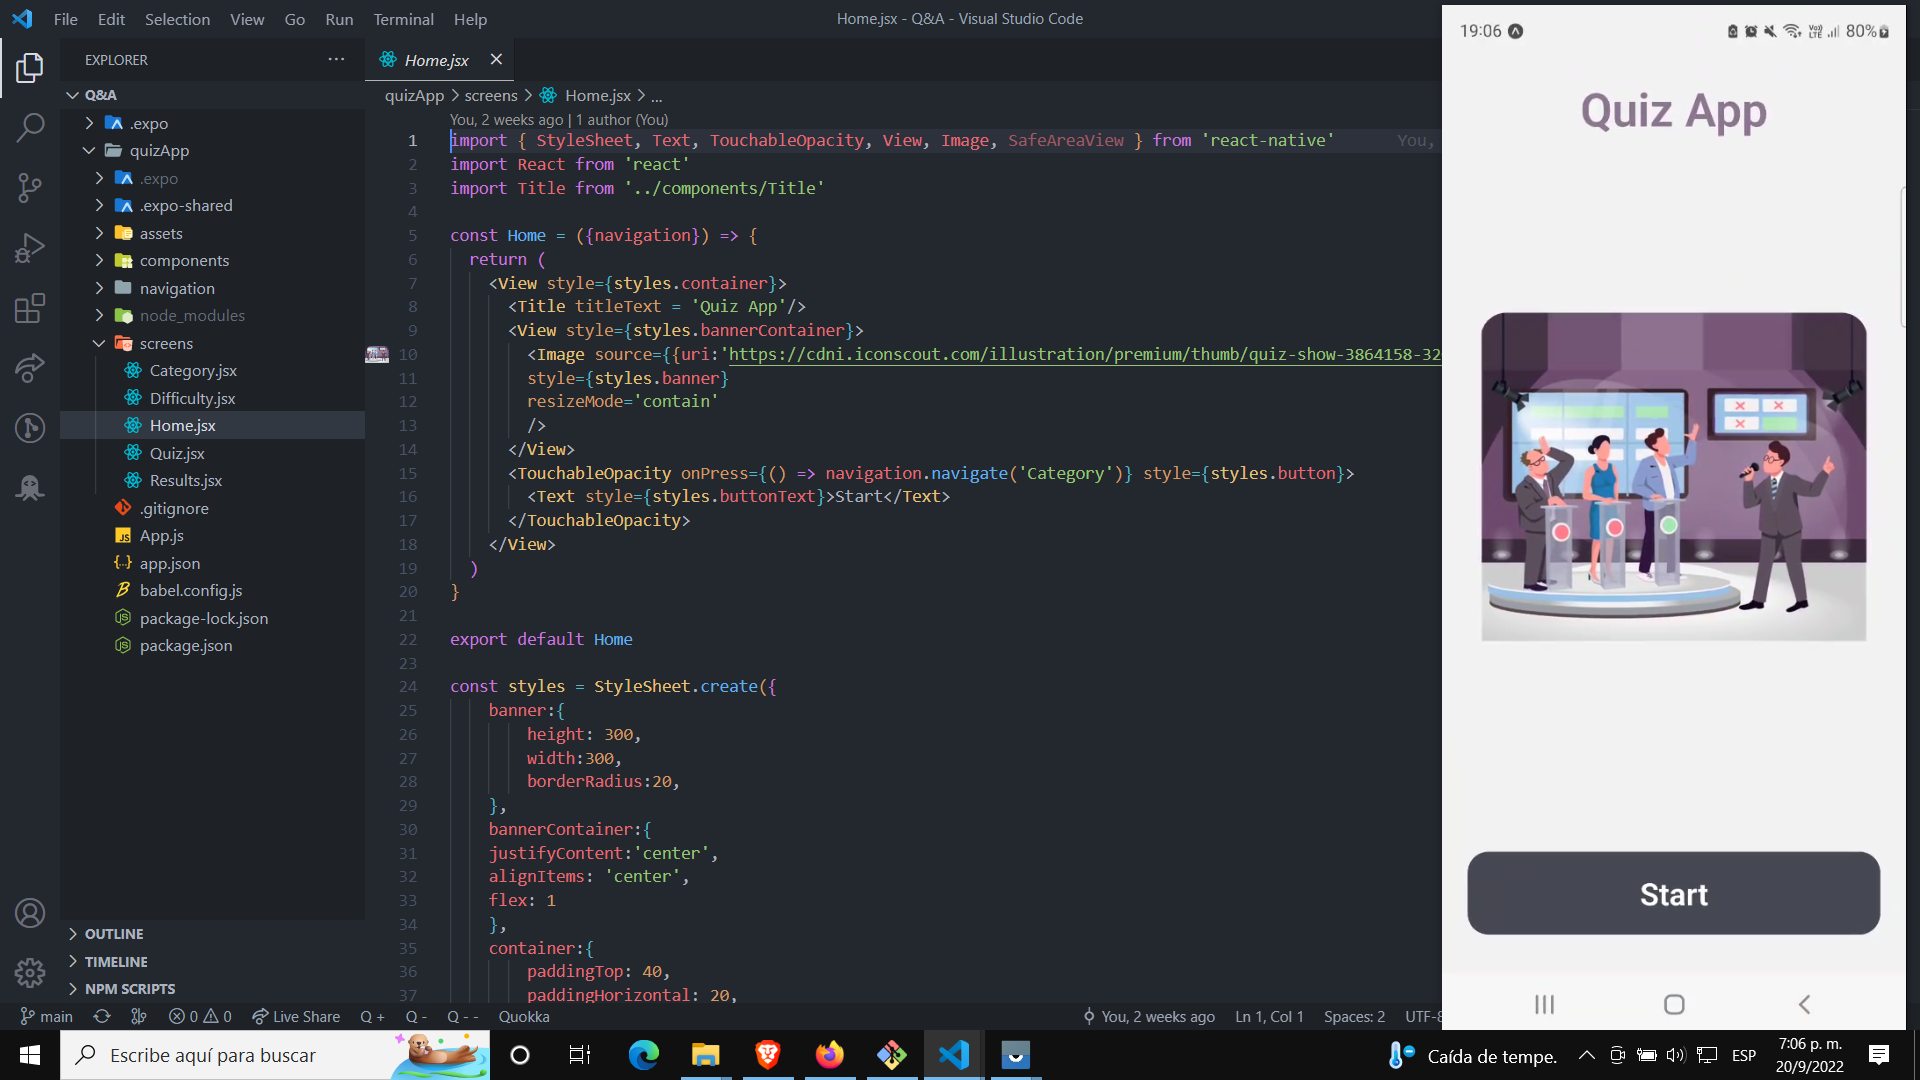 File Edit Selection View Go Run Terminal Help
Home.jsx - Q&A - Visual Studio Code
EXPLORER
Q&A
.expo
quizApp
.expo
.expo-shared
assets
components
navigation
node_modules
screens
Category.jsx
Difficulty.jsx
Home.jsx
Quiz.jsx
Results.jsx
.gitignore
App.js
app.json
babel.config.js
package-lock.json
package.json
OUTLINE
TIMELINE
NPM SCRIPTS
Home.jsx
quizApp > screens > Home.jsx > ...
You, 2 weeks ago | 1 author (You)
1 import { StyleSheet, Text, TouchableOpacity, View, Image, SafeAreaView } from 'react-native' You,
2 import React from 'react'
3 import Title from '../components/Title'
4
5 const Home = ({navigation}) => {
6 return (
7 <View style={styles.container}>
8 <Title titleText = 'Quiz App'/>
9 <View style={styles.bannerContainer}>
10 <Image source={{uri:'https://cdni.iconscout.com/illustration/premium/thumb/quiz-show-3864158-32
11 style={styles.banner}
12 resizeMode='contain'
13 />
14 </View>
15 <TouchableOpacity onPress={() => navigation.navigate('Category')} style={styles.button}>
16 <Text style={styles.buttonText}>Start</Text>
17 </TouchableOpacity>
18 </View>
19 )
20 }
21
22 export default Home
23
24 const styles = StyleSheet.create({
25 banner:{
26 height: 300,
27 width:300,
28 borderRadius:20,
29 },
30 bannerContainer:{
31 justifyContent:'center',
32 alignItems: 'center',
33 flex: 1
34 },
35 container:{
36 paddingTop: 40,
37 paddingHorizontal: 20,
main 0 0 Live Share Q + Q - Q - - Quokka You, 2 weeks ago Ln 1, Col 1 Spaces: 2 UTF-8
19:06 80%
Quiz App
Start
Escribe aquí para buscar
Caída de tempe. ESP
7:06 p. m.
20/9/2022